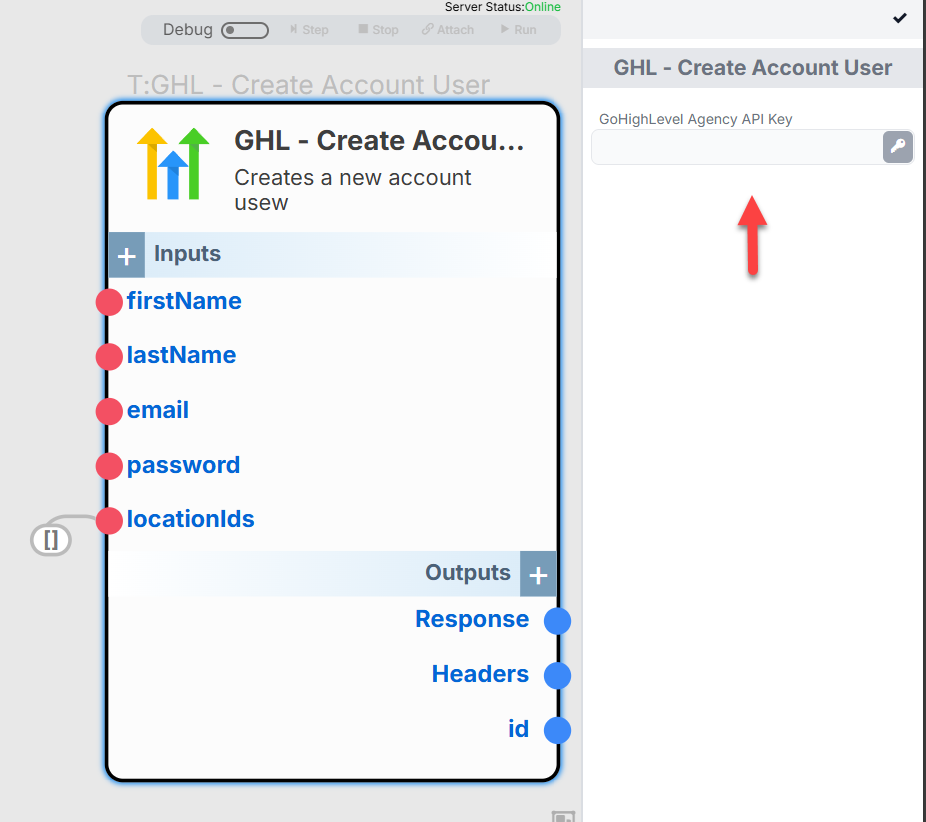 Server Status:Online
Debug
Step
Stop
Attach
Run
T:GHL - Create Account User
GHL - Create Accou...
Creates a new account
usew
+ Inputs
firstName
lastName
email
password
locationIds
[]
Outputs +
Response
Headers
id
GHL - Create Account User
GoHighLevel Agency API Key